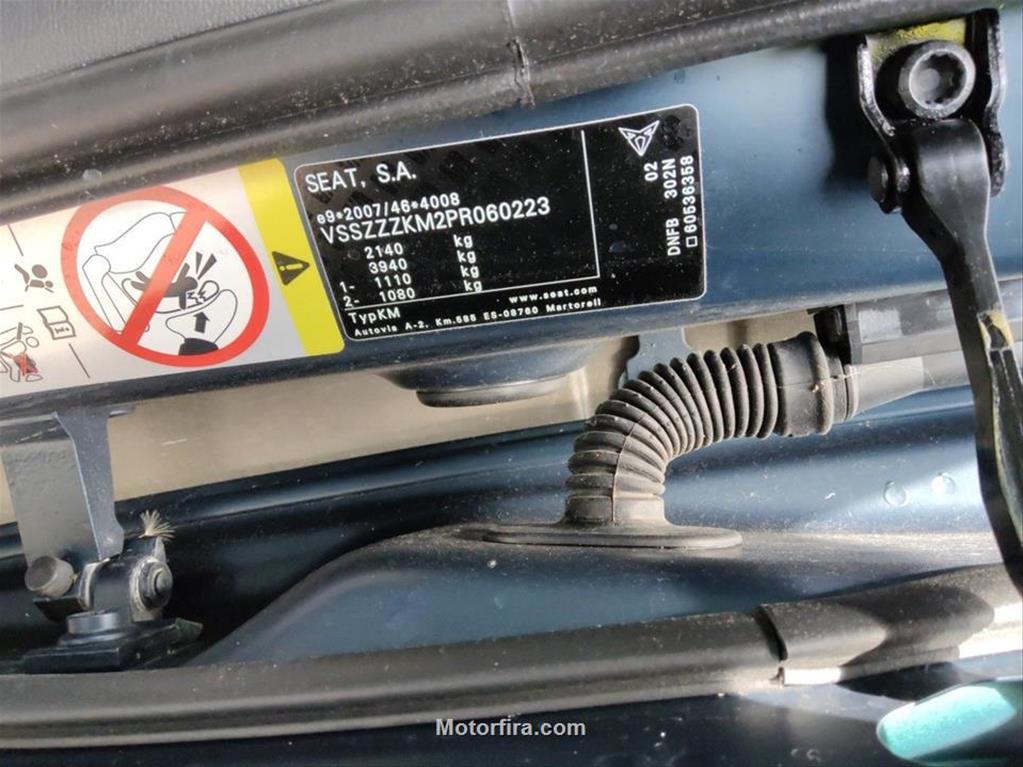 SEAT, S.A.
e9*2007/46*4008
VSSZZZKM2PR060223
2140 kg
3940 kg
1- 1110 kg
2- 1080 kg
TypKM
www.seat.com
Autovia A-2, Km.585 ES-08760 Martorell
02
DNFB 302N
60536358
Motorfira.com